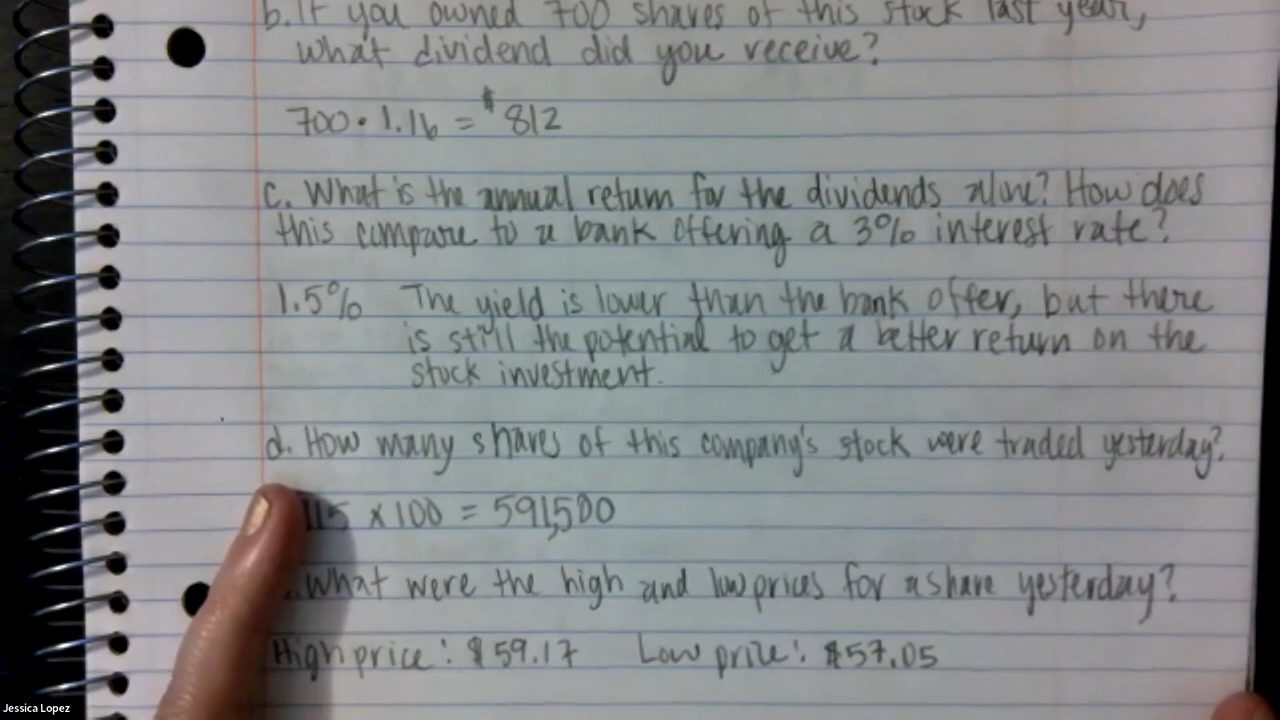 b. If you owned 700 shares of this stock last year,
what dividend did you receive?
700 • 1.16 = $812
c. What is the annual return for the dividends alone? How does
this compare to a bank offering a 3% interest rate?
1.5% The yield is lower than the bank offer, but there
is still the potential to get a better return on the
stock investment.
d. How many shares of this company's stock were traded yesterday?
x 100 = 591,500
What were the high and low prices for a share yesterday?
High price: $59.17 Low price: $57.05
Jessica Lopez